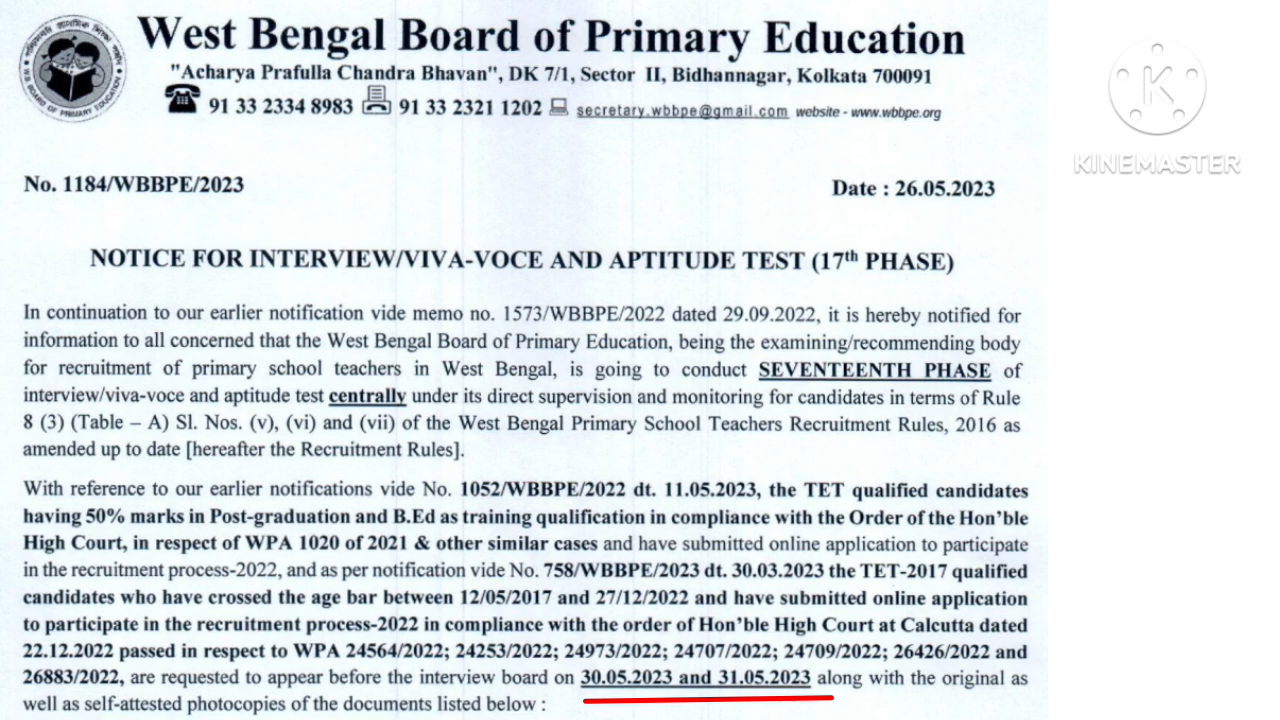 West Bengal Board of Primary Education
"Acharya Prafulla Chandra Bhavan", DK 7/1, Sector II, Bidhannagar, Kolkata 700091
91 33 2334 8983 91 33 2321 1202 secretary.wbbpe@gmail.com website - www.wbbpe.org
K
KINEMASTER
No. 1184/WBBPE/2023 Date : 26.05.2023
NOTICE FOR INTERVIEW/VIVA-VOCE AND APTITUDE TEST (17th PHASE)
In continuation to our earlier notification vide memo no. 1573/WBBPE/2022 dated 29.09.2022, it is hereby notified for
information to all concerned that the West Bengal Board of Primary Education, being the examining/recommending body
for recruitment of primary school teachers in West Bengal, is going to conduct SEVENTEENTH PHASE of
interview/viva-voce and aptitude test centrally under its direct supervision and monitoring for candidates in terms of Rule
8 (3) (Table – A) Sl. Nos. (v), (vi) and (vii) of the West Bengal Primary School Teachers Recruitment Rules, 2016 as
amended up to date [hereafter the Recruitment Rules].
With reference to our earlier notifications vide No. 1052/WBBPE/2022 dt. 11.05.2023, the TET qualified candidates
having 50% marks in Post-graduation and B.Ed as training qualification in compliance with the Order of the Hon'ble
High Court, in respect of WPA 1020 of 2021 & other similar cases and have submitted online application to participate
in the recruitment process-2022, and as per notification vide No. 758/WBBPE/2023 dt. 30.03.2023 the TET-2017 qualified
candidates who have crossed the age bar between 12/05/2017 and 27/12/2022 and have submitted online application
to participate in the recruitment process-2022 in compliance with the order of Hon'ble High Court at Calcutta dated
22.12.2022 passed in respect to WPA 24564/2022; 24253/2022; 24973/2022; 24707/2022; 24709/2022; 26426/2022 and
26883/2022, are requested to appear before the interview board on 30.05.2023 and 31.05.2023 along with the original as
well as self-attested photocopies of the documents listed below :